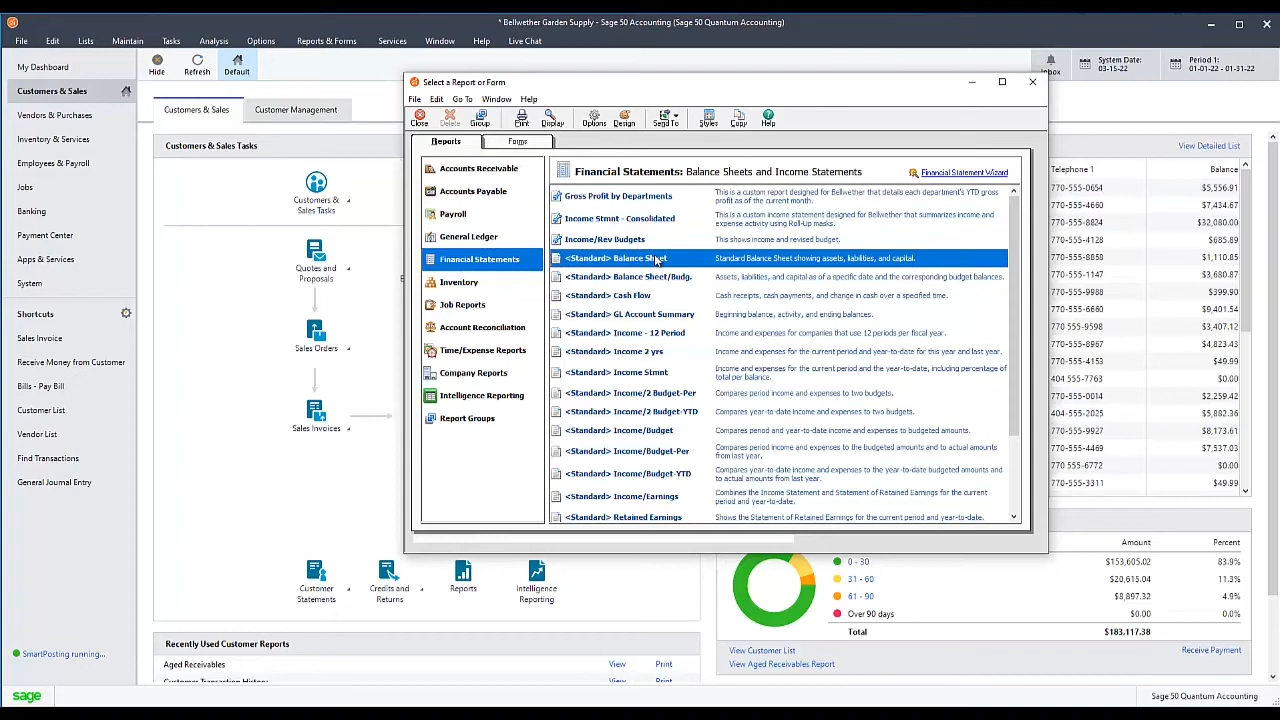 * Bellwether Garden Supply - Sage 50 Accounting (Sage 50 Quantum Accounting)
File Edit Lists Maintain Tasks Analysis Options Reports & Forms Services Window Help Live Chat
My Dashboard
Customers & Sales
Vendors & Purchases
Inventory & Services
Employees & Payroll
Jobs
Banking
Payment Center
Apps & Services
System
Shortcuts
Sales Invoice
Receive Money from Customer
Bills - Pay Bill
Customer List
Vendor List
Find Transactions
General Journal Entry
SmartPosting running...
sage
Hide Refresh Default
Inbox
System Date:
03-15-22
Period 1:
01-01-22 - 01-31-22
Customers & Sales Customer Management
Customers & Sales Tasks
Customers &
Sales Tasks
Quotes and
Proposals
Sales Orders
Sales Invoices
Customer
Statements
Credits and
Returns
Reports
Intelligence
Reporting
Recently Used Customer Reports
Aged Receivables View Print
Customer Transaction History View Print
Select a Report or Form
File Edit Go To Window Help
Close Delete Group Print Display Options Design Send To Styles Copy Help
Reports Forms
Accounts Receivable
Accounts Payable
Payroll
General Ledger
Financial Statements
Inventory
Job Reports
Account Reconciliation
Time/Expense Reports
Company Reports
Intelligence Reporting
Report Groups
Financial Statements: Balance Sheets and Income Statements
Financial Statement Wizard
Gross Profit by Departments This is a custom report designed for Bellwether that details each department's YTD gross
profit as of the current month.
Income Stmnt - Consolidated This is a custom income statement designed for Bellwether that summarizes income and
expense activity using Roll-Up masks.
Income/Rev Budgets This shows income and revised budget.
<Standard> Balance Sheet Standard Balance Sheet showing assets, liabilities, and capital.
<Standard> Balance Sheet/Budg. Assets, liabilities, and capital as of a specific date and the corresponding budget balances.
<Standard> Cash Flow Cash receipts, cash payments, and change in cash over a specified time.
<Standard> GL Account Summary Beginning balance, activity, and ending balances.
<Standard> Income - 12 Period Income and expenses for companies that use 12 periods per fiscal year.
<Standard> Income 2 yrs Income and expenses for the current period and year-to-date for this year and last year.
<Standard> Income Stmnt Income and expenses for the current period and the year-to-date, including percentage of
total per balance.
<Standard> Income/2 Budget-Per Compares period income and expenses to two budgets.
<Standard> Income/2 Budget-YTD Compares year-to-date income and expenses to two budgets.
<Standard> Income/Budget Compares period and year-to-date income and expenses to budgeted amounts.
<Standard> Income/Budget-Per Compares period income and expenses to the budgeted amounts and to actual amounts
from last year.
<Standard> Income/Budget-YTD Compares year-to-date income and expenses to the year-to-date budgeted amounts and
to actual amounts from last year.
<Standard> Income/Earnings Combines the Income Statement and Statement of Retained Earnings for the current
period and year-to-date.
<Standard> Retained Earnings Shows the Statement of Retained Earnings for the current period and year-to-date.
View Detailed List
Telephone 1 Balance
770-555-0654 $5,556.91
770-555-4660 $7,434.67
770-555-8824 $32,080.00
770-555-4128 $685.89
770-555-8858 $1,110.85
770-555-1147 $3,680.87
770-555-9988 $399.90
770-555-6660 $9,401.54
770 555-9598 $3,407.12
770-555-8436 $4,823.43
770-555-4153 $49.99
404 555-7763 $0.00
770-555-0014 $2,259.42
404-555-2025 $5,882.36
770-555-9927 $8,173.61
770-555-4469 $7,537.03
770 555-6772 $0.00
770-555-3311 $49.99
Amount Percent
0 - 30 $153,605.02 83.9%
31 - 60 $20,615.04 11.3%
61 - 90 $8,897.32 4.9%
Over 90 days $0.00 0.0%
Total $183,117.38
View Customer List Receive Payment
View Aged Receivables Report
Sage 50 Quantum Accounting